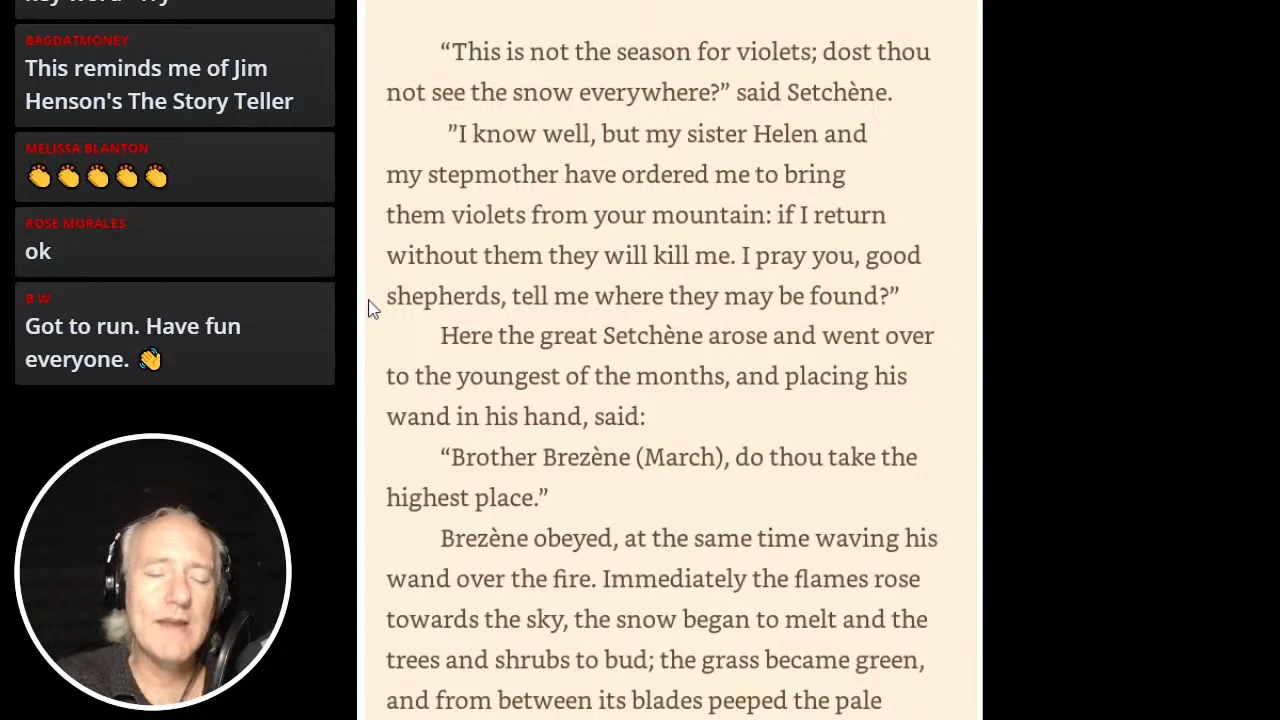 BAGDATMONEY
This reminds me of Jim
Henson's The Story Teller
MELISSA BLANTON
👏👏👏👏👏
ROSE MORALES
ok
B W
Got to run. Have fun
everyone. 👋
“This is not the season for violets; dost thou
not see the snow everywhere?” said Setchène.
”I know well, but my sister Helen and
my stepmother have ordered me to bring
them violets from your mountain: if I return
without them they will kill me. I pray you, good
shepherds, tell me where they may be found?”
Here the great Setchène arose and went over
to the youngest of the months, and placing his
wand in his hand, said:
“Brother Brezène (March), do thou take the
highest place.”
Brezène obeyed, at the same time waving his
wand over the fire. Immediately the flames rose
towards the sky, the snow began to melt and the
trees and shrubs to bud; the grass became green,
and from between its blades peeped the pale